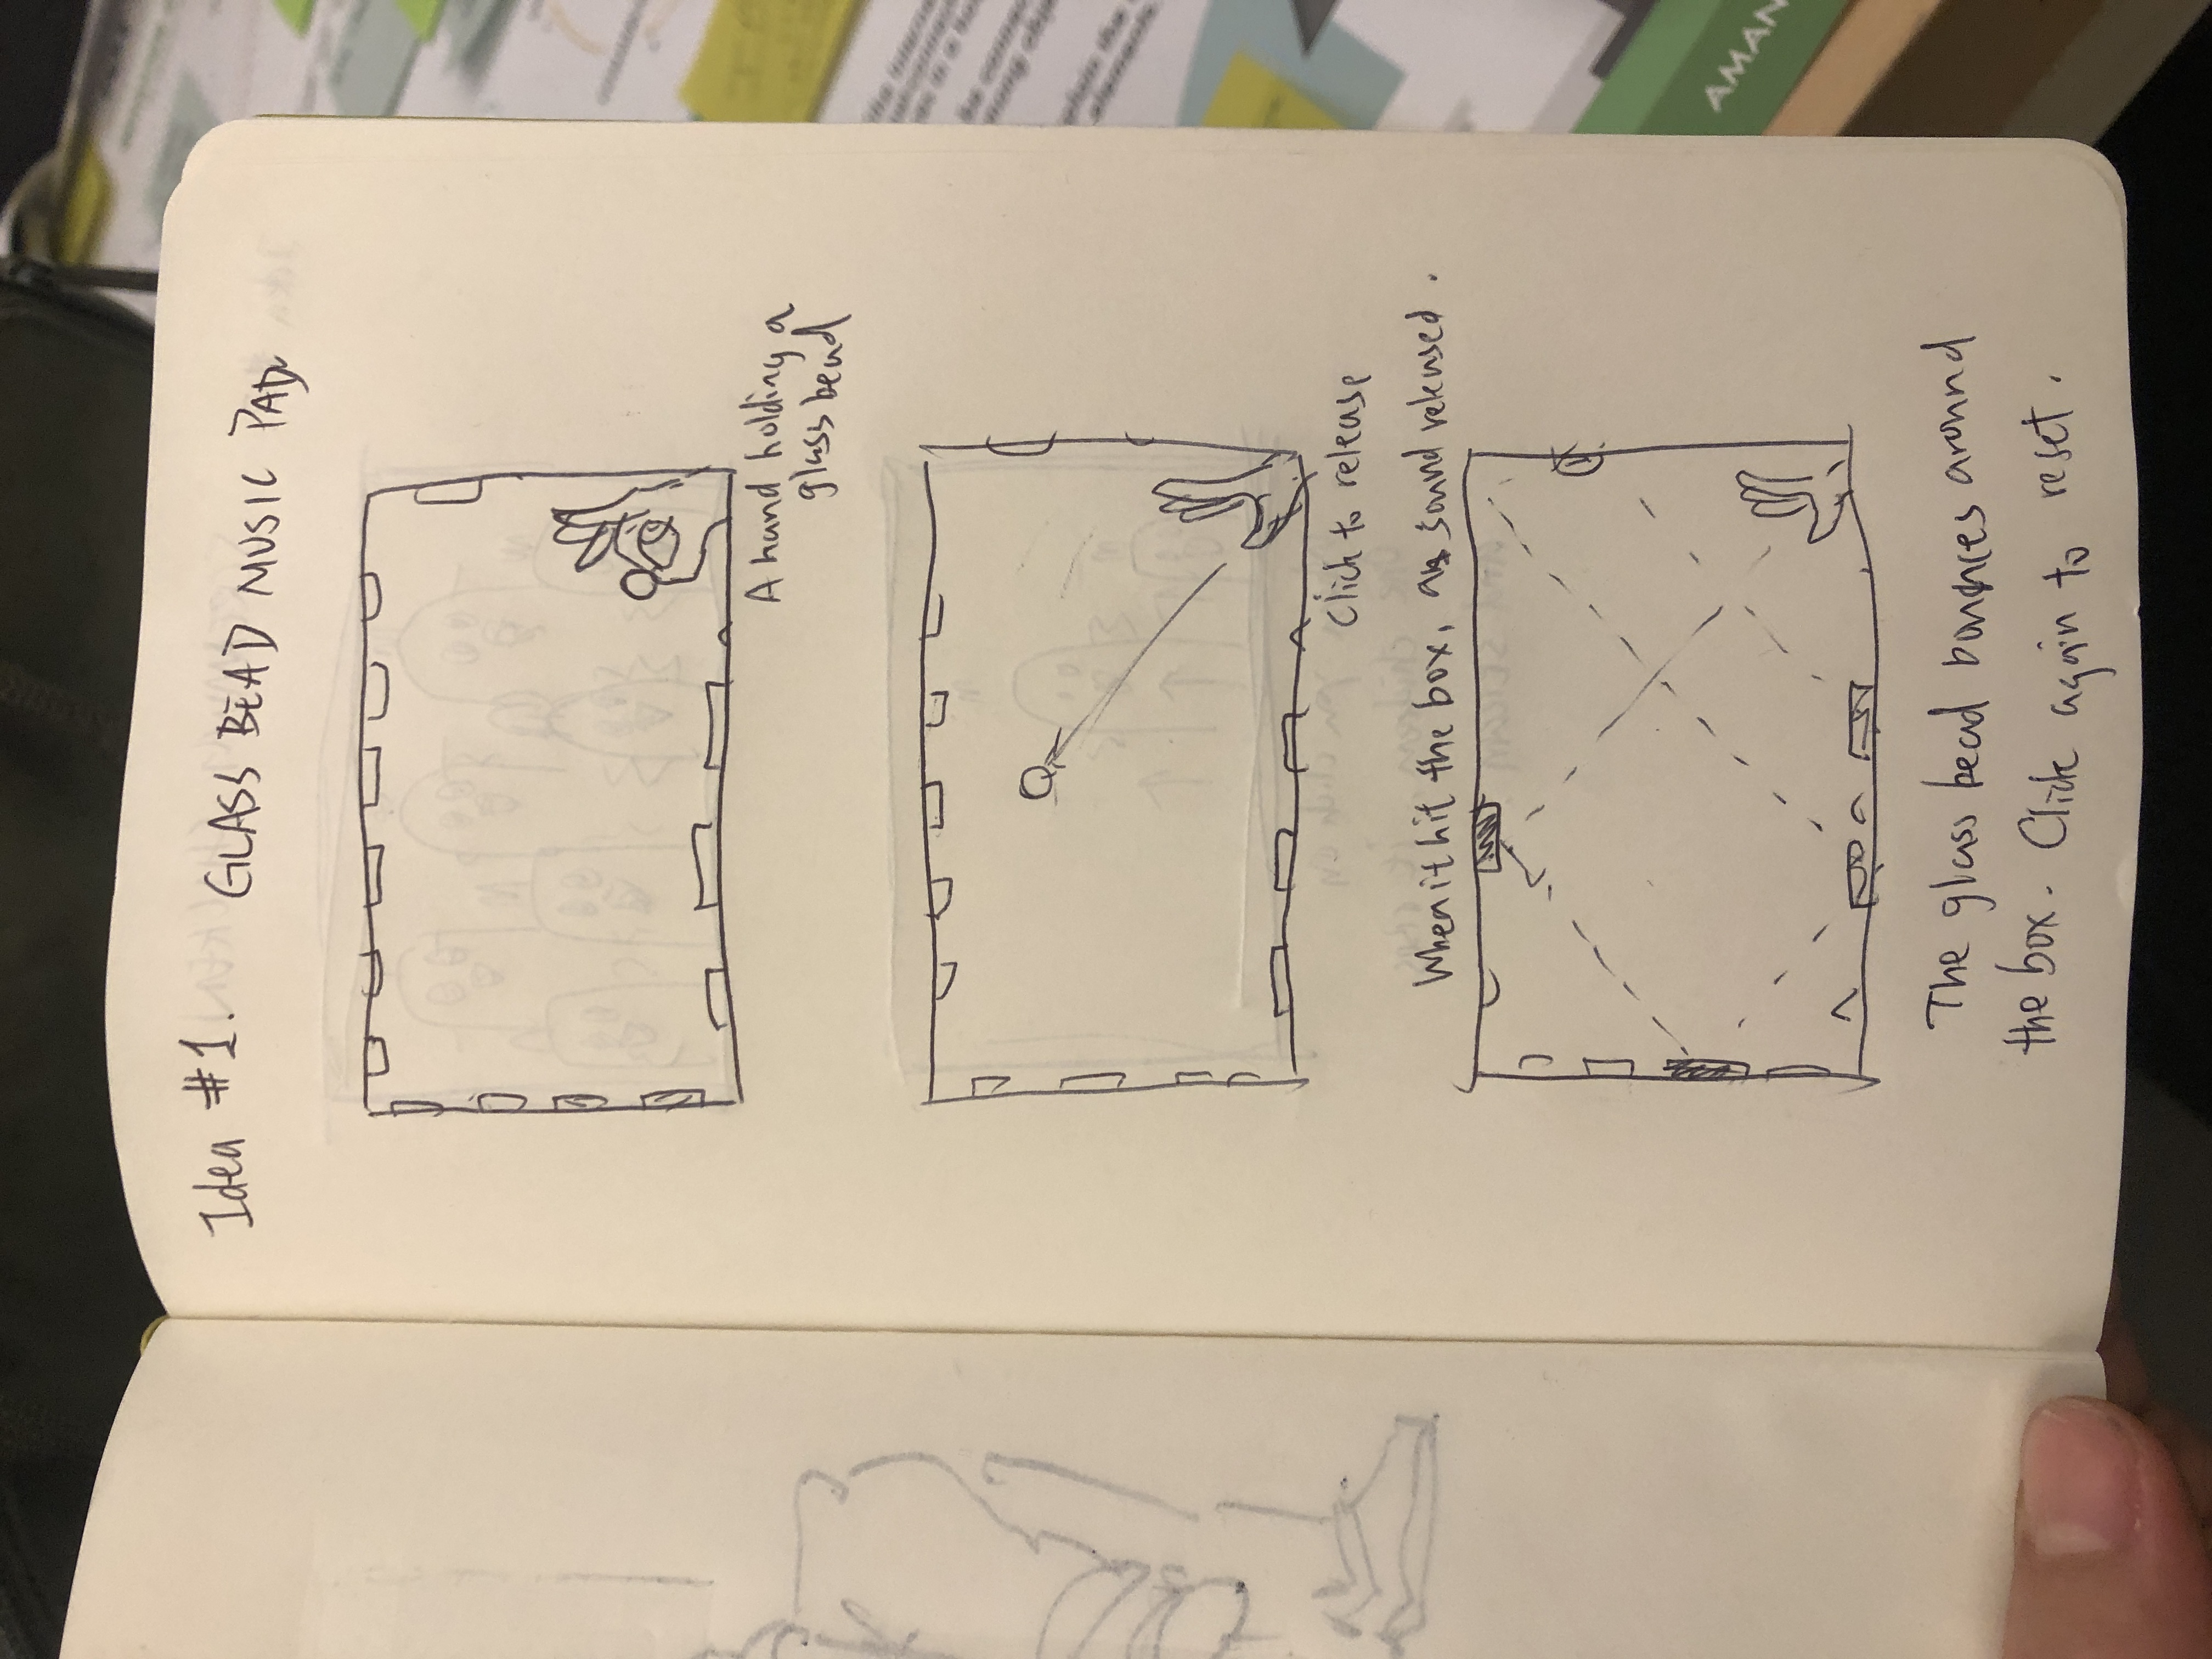 Idea #1. GLASS BEAD MUSIC PAD
A hand holding a
glass bead
Click to release
When it hit the box, a sound released.
The glass bead bounces around
the box. Click again to reset.
AMAN